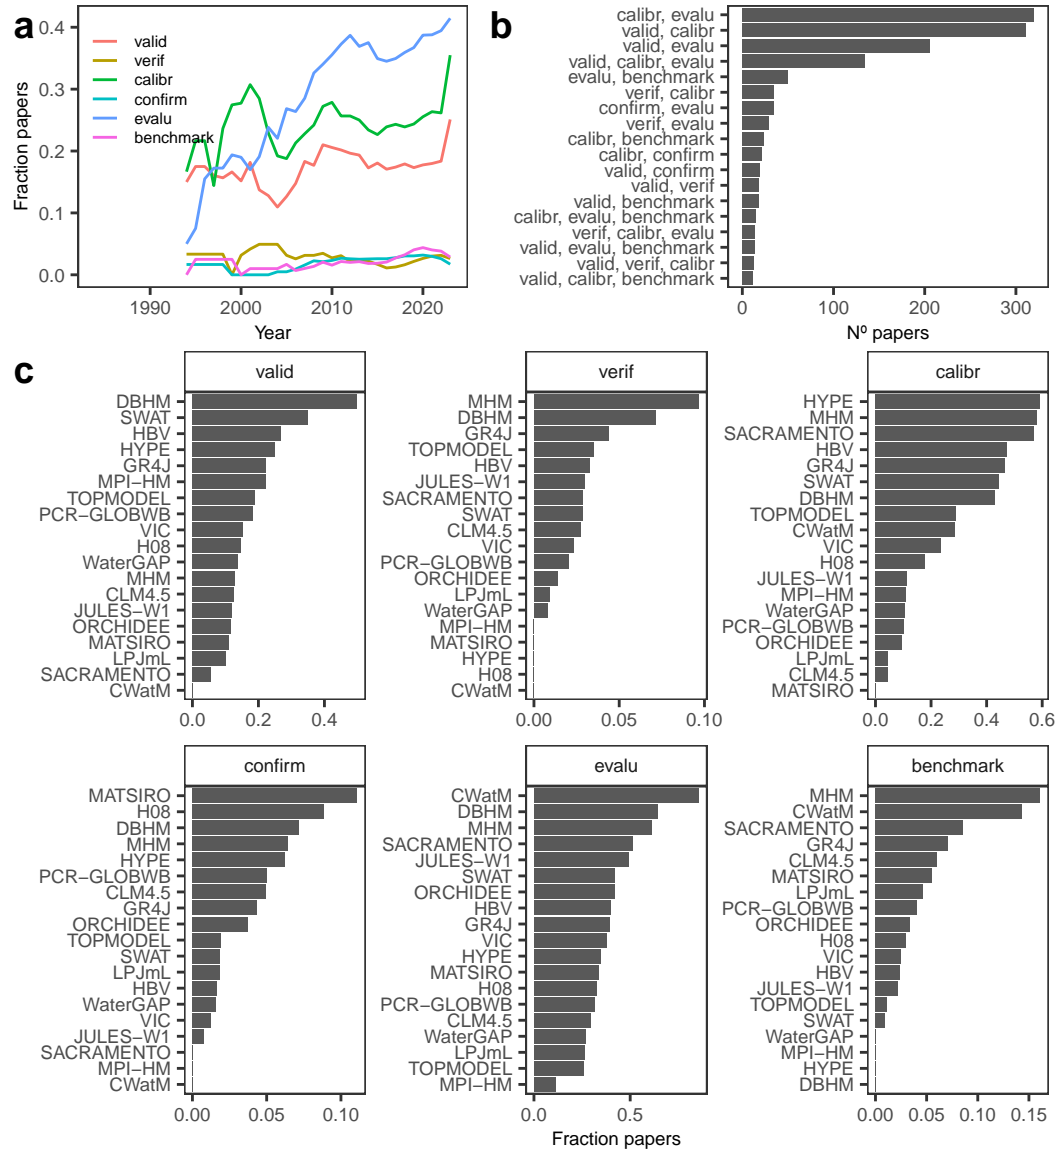 a
Fraction papers
0.4
0.3
0.2
0.1
0.0
valid
verif
calibr
confirm
evalu
benchmark
1990
2000
2010
2020
Year
b
calibr, evalu
valid, calibr
valid, evalu
valid, calibr, evalu
evalu, benchmark
verif, calibr
confirm, evalu
verif, evalu
calibr, benchmark
calibr, confirm
valid, confirm
valid, verif
valid, benchmark
calibr, evalu, benchmark
verif, calibr, evalu
valid, evalu, benchmark
valid, verif, calibr
valid, calibr, benchmark
0
100
200
300
Nº papers
c
valid
DBHM
SWAT
HBV
HYPE
GR4J
MPI−HM
TOPMODEL
PCR−GLOBWB
VIC
H08
WaterGAP
MHM
CLM4.5
JULES−W1
ORCHIDEE
MATSIRO
LPJmL
SACRAMENTO
CWatM
0.0
0.2
0.4
verif
MHM
DBHM
GR4J
TOPMODEL
HBV
JULES−W1
SACRAMENTO
SWAT
CLM4.5
VIC
PCR−GLOBWB
ORCHIDEE
LPJmL
WaterGAP
MPI−HM
MATSIRO
HYPE
H08
CWatM
0.00
0.05
0.10
calibr
HYPE
MHM
SACRAMENTO
HBV
GR4J
SWAT
DBHM
TOPMODEL
CWatM
VIC
H08
JULES−W1
MPI−HM
WaterGAP
PCR−GLOBWB
ORCHIDEE
LPJmL
CLM4.5
MATSIRO
0.0
0.2
0.4
0.6
confirm
MATSIRO
H08
DBHM
MHM
HYPE
PCR−GLOBWB
CLM4.5
GR4J
ORCHIDEE
TOPMODEL
SWAT
LPJmL
HBV
WaterGAP
VIC
JULES−W1
SACRAMENTO
MPI−HM
CWatM
0.00
0.05
0.10
evalu
CWatM
DBHM
MHM
SACRAMENTO
JULES−W1
SWAT
ORCHIDEE
HBV
GR4J
VIC
HYPE
MATSIRO
H08
PCR−GLOBWB
CLM4.5
WaterGAP
LPJmL
TOPMODEL
MPI−HM
0.0
0.5
benchmark
MHM
CWatM
SACRAMENTO
GR4J
CLM4.5
MATSIRO
LPJmL
PCR−GLOBWB
ORCHIDEE
H08
VIC
HBV
JULES−W1
TOPMODEL
SWAT
WaterGAP
MPI−HM
HYPE
DBHM
0.00
0.05
0.10
0.15
Fraction papers